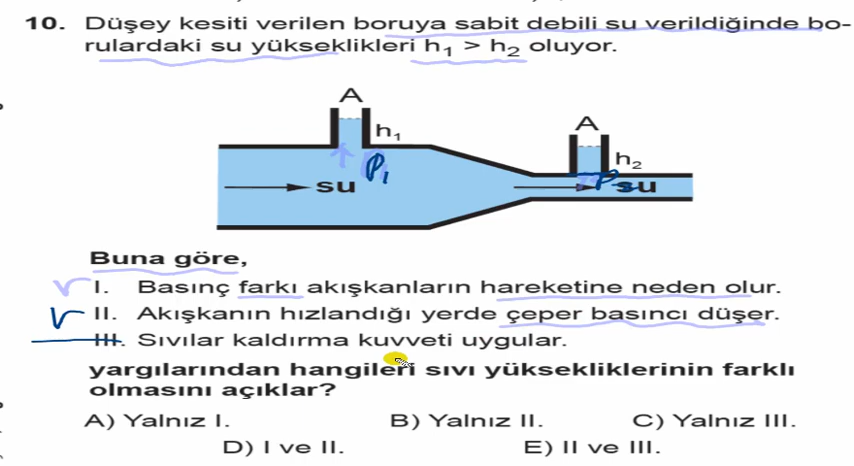 10. Düşey kesiti verilen boruya sabit debili su verildiğinde bo-
rulardaki su yükseklikleri h₁ > h₂ oluyor.
A
h₁
A
h₂
P₁
su
P₂
su
Buna göre,
I. Basınç farkı akışkanların hareketine neden olur.
II. Akışkanın hızlandığı yerde çeper basıncı düşer.
III. Sıvılar kaldırma kuvveti uygular.
yargılarından hangileri sıvı yüksekliklerinin farklı
olmasını açıklar?
A) Yalnız I. B) Yalnız II. C) Yalnız III.
D) I ve II. E) II ve III.